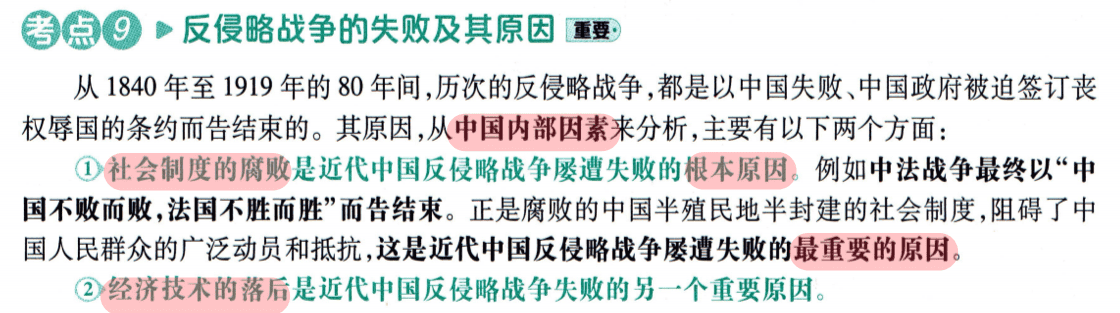 考点9 ▶ 反侵略战争的失败及其原因 重要
从 1840 年至 1919 年的 80 年间,历次的反侵略战争,都是以中国失败、中国政府被迫签订丧
权辱国的条约而告结束的。其原因,从中国内部因素来分析,主要有以下两个方面:
①社会制度的腐败是近代中国反侵略战争屡遭失败的根本原因。例如中法战争最终以“中
国不败而败,法国不胜而胜”而告结束。正是腐败的中国半殖民地半封建的社会制度,阻碍了中
国人民群众的广泛动员和抵抗,这是近代中国反侵略战争屡遭失败的最重要的原因。
②经济技术的落后是近代中国反侵略战争失败的另一个重要原因。